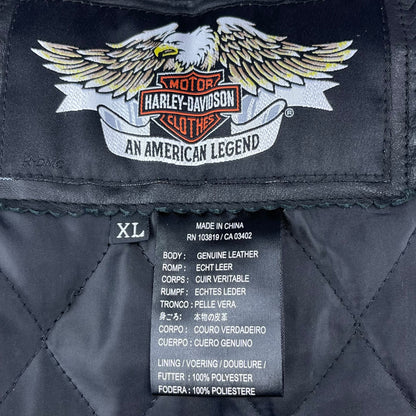 MOTOR
HARLEY-DAVIDSON
CLOTHES
®
AN AMERICAN LEGEND
XL
MADE IN CHINA
RN 103819 / CA 03402
BODY: GENUINE LEATHER
ROMP: ECHT LEER
CORPS: CUIR VERITABLE
RUMPF: ECHTES LEDER
TRONCO: PELLE VERA
身ごろ: 本物の皮革
CORPO: COURO VERDADEIRO
CUERPO: CUERO GENUINO
LINING / VOERING / DOUBLURE /
FUTTER: 100% POLYESTER
FODERA: 100% POLIESTERE